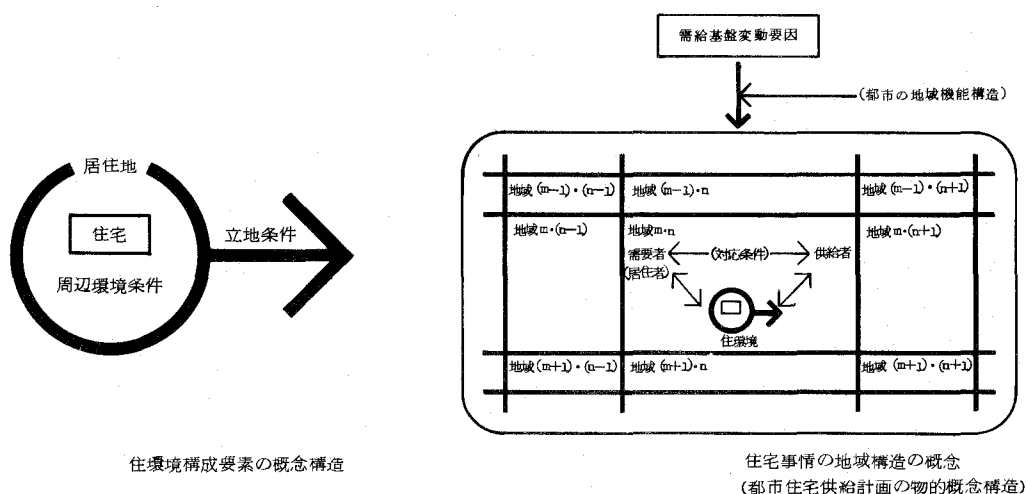 居住地
住宅
立地条件
周辺環境条件
住環境構成要素の概念構造
需給基盤変動要因
(都市の地域機能構造)
地域(m-1)・(n-1)
地域(m-1)・n
地域(m-1)・(n+1)
地域m・(n-1)
地域m・n
地域m・(n+1)
需要者
(対応条件)
供給者
(居住者)
住環境
地域(m+1)・(n-1)
地域(m+1)・n
地域(m+1)・(n+1)
住宅事情の地域構造の概念
(都市住宅供給計画の物的概念構造)